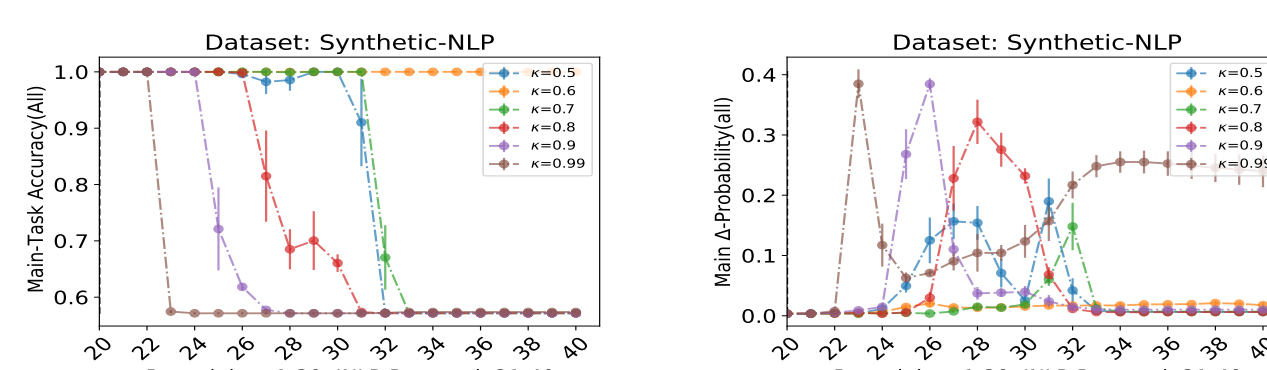 Dataset: Synthetic-NLP
Main-Task Accuracy(All)
1.0
0.9
0.8
0.7
0.6
κ=0.5
κ=0.6
κ=0.7
κ=0.8
κ=0.9
κ=0.99
20
22
24
26
28
30
32
34
36
38
40
Dataset: Synthetic-NLP
Main Δ-Probability(all)
0.4
0.3
0.2
0.1
0.0
κ=0.5
κ=0.6
κ=0.7
κ=0.8
κ=0.9
κ=0.99
20
22
24
26
28
30
32
34
36
38
40